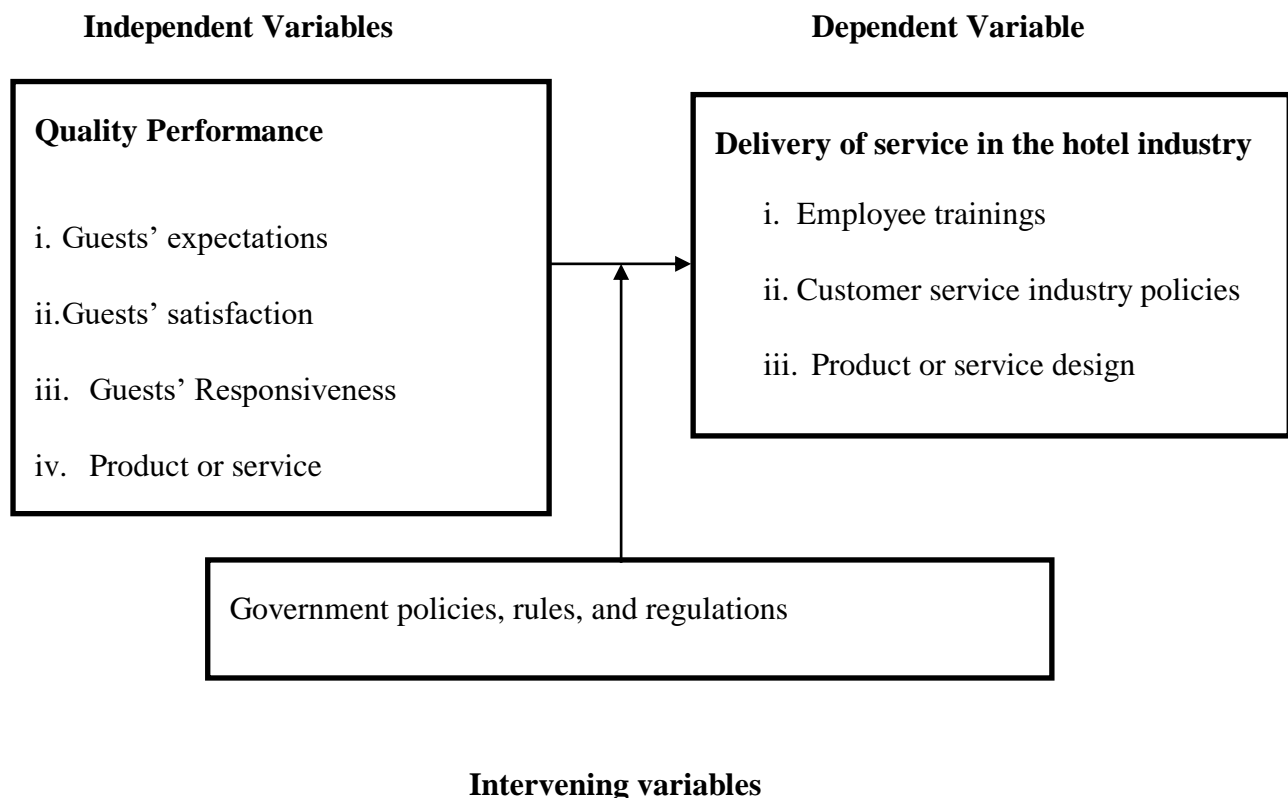 Independent Variables
Dependent Variable
Quality Performance
i. Guests’ expectations
ii.Guests’ satisfaction
iii. Guests’ Responsiveness
iv. Product or service
Delivery of service in the hotel industry
i. Employee trainings
ii. Customer service industry policies
iii. Product or service design
Government policies, rules, and regulations
Intervening variables